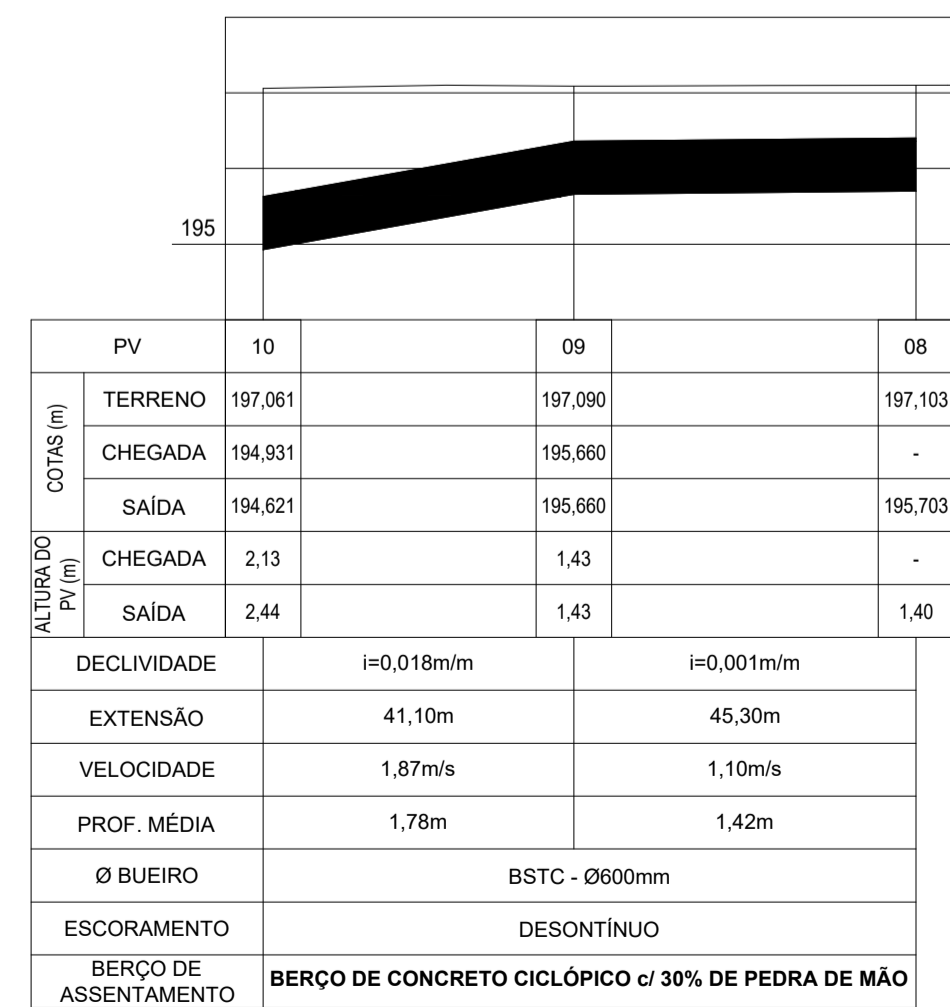 195
PV 10 09 08
COTAS (m)
TERRENO 197,061 197,090 197,103
CHEGADA 194,931 195,660 -
SAÍDA 194,621 195,660 195,703
ALTURA DO
PV (m)
CHEGADA 2,13 1,43 -
SAÍDA 2,44 1,43 1,40
DECLIVIDADE i=0,018m/m i=0,001m/m
EXTENSÃO 41,10m 45,30m
VELOCIDADE 1,87m/s 1,10m/s
PROF. MÉDIA 1,78m 1,42m
Ø BUEIRO BSTC - Ø600mm
ESCORAMENTO DESONTÍNUO
BERÇO DE
ASSENTAMENTO
BERÇO DE CONCRETO CICLÓPICO c/ 30% DE PEDRA DE MÃO